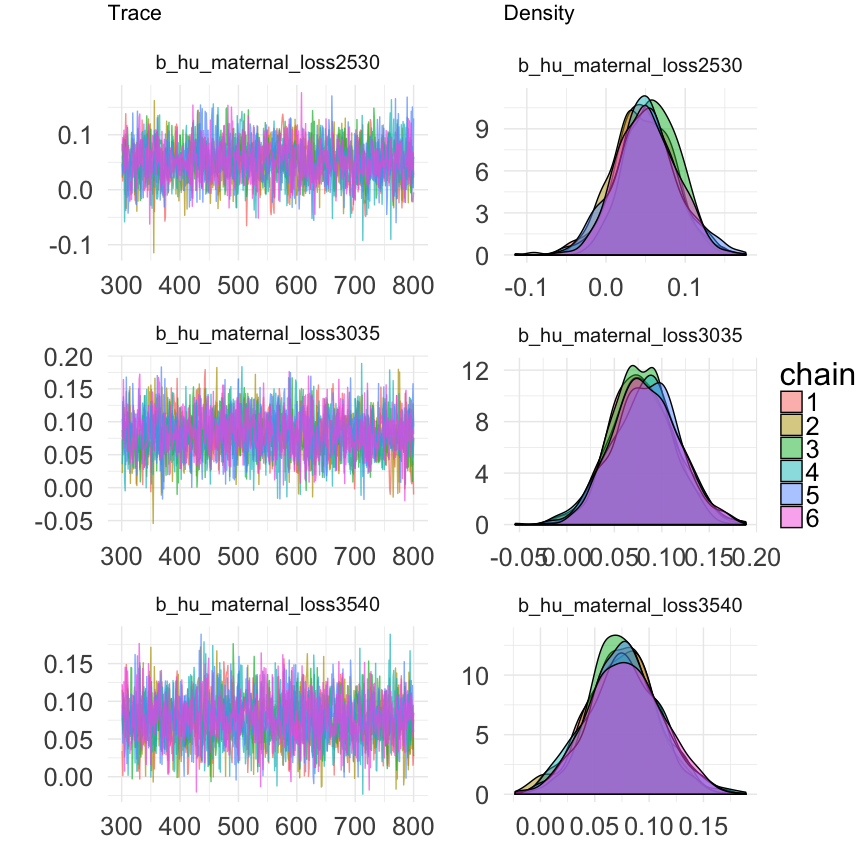 Trace
Density
b_hu_maternal_loss2530
b_hu_maternal_loss2530
0.1
0.0
-0.1
300 400 500 600 700 800
9
6
3
0
-0.1 0.0 0.1
b_hu_maternal_loss3035
b_hu_maternal_loss3035
0.20
0.15
0.10
0.05
0.00
-0.05
300 400 500 600 700 800
12
8
4
0
-0.05 0.00 0.05 0.10 0.15 0.20
chain
1
2
3
4
5
6
b_hu_maternal_loss3540
b_hu_maternal_loss3540
0.15
0.10
0.05
0.00
300 400 500 600 700 800
10
5
0
0.00 0.05 0.10 0.15